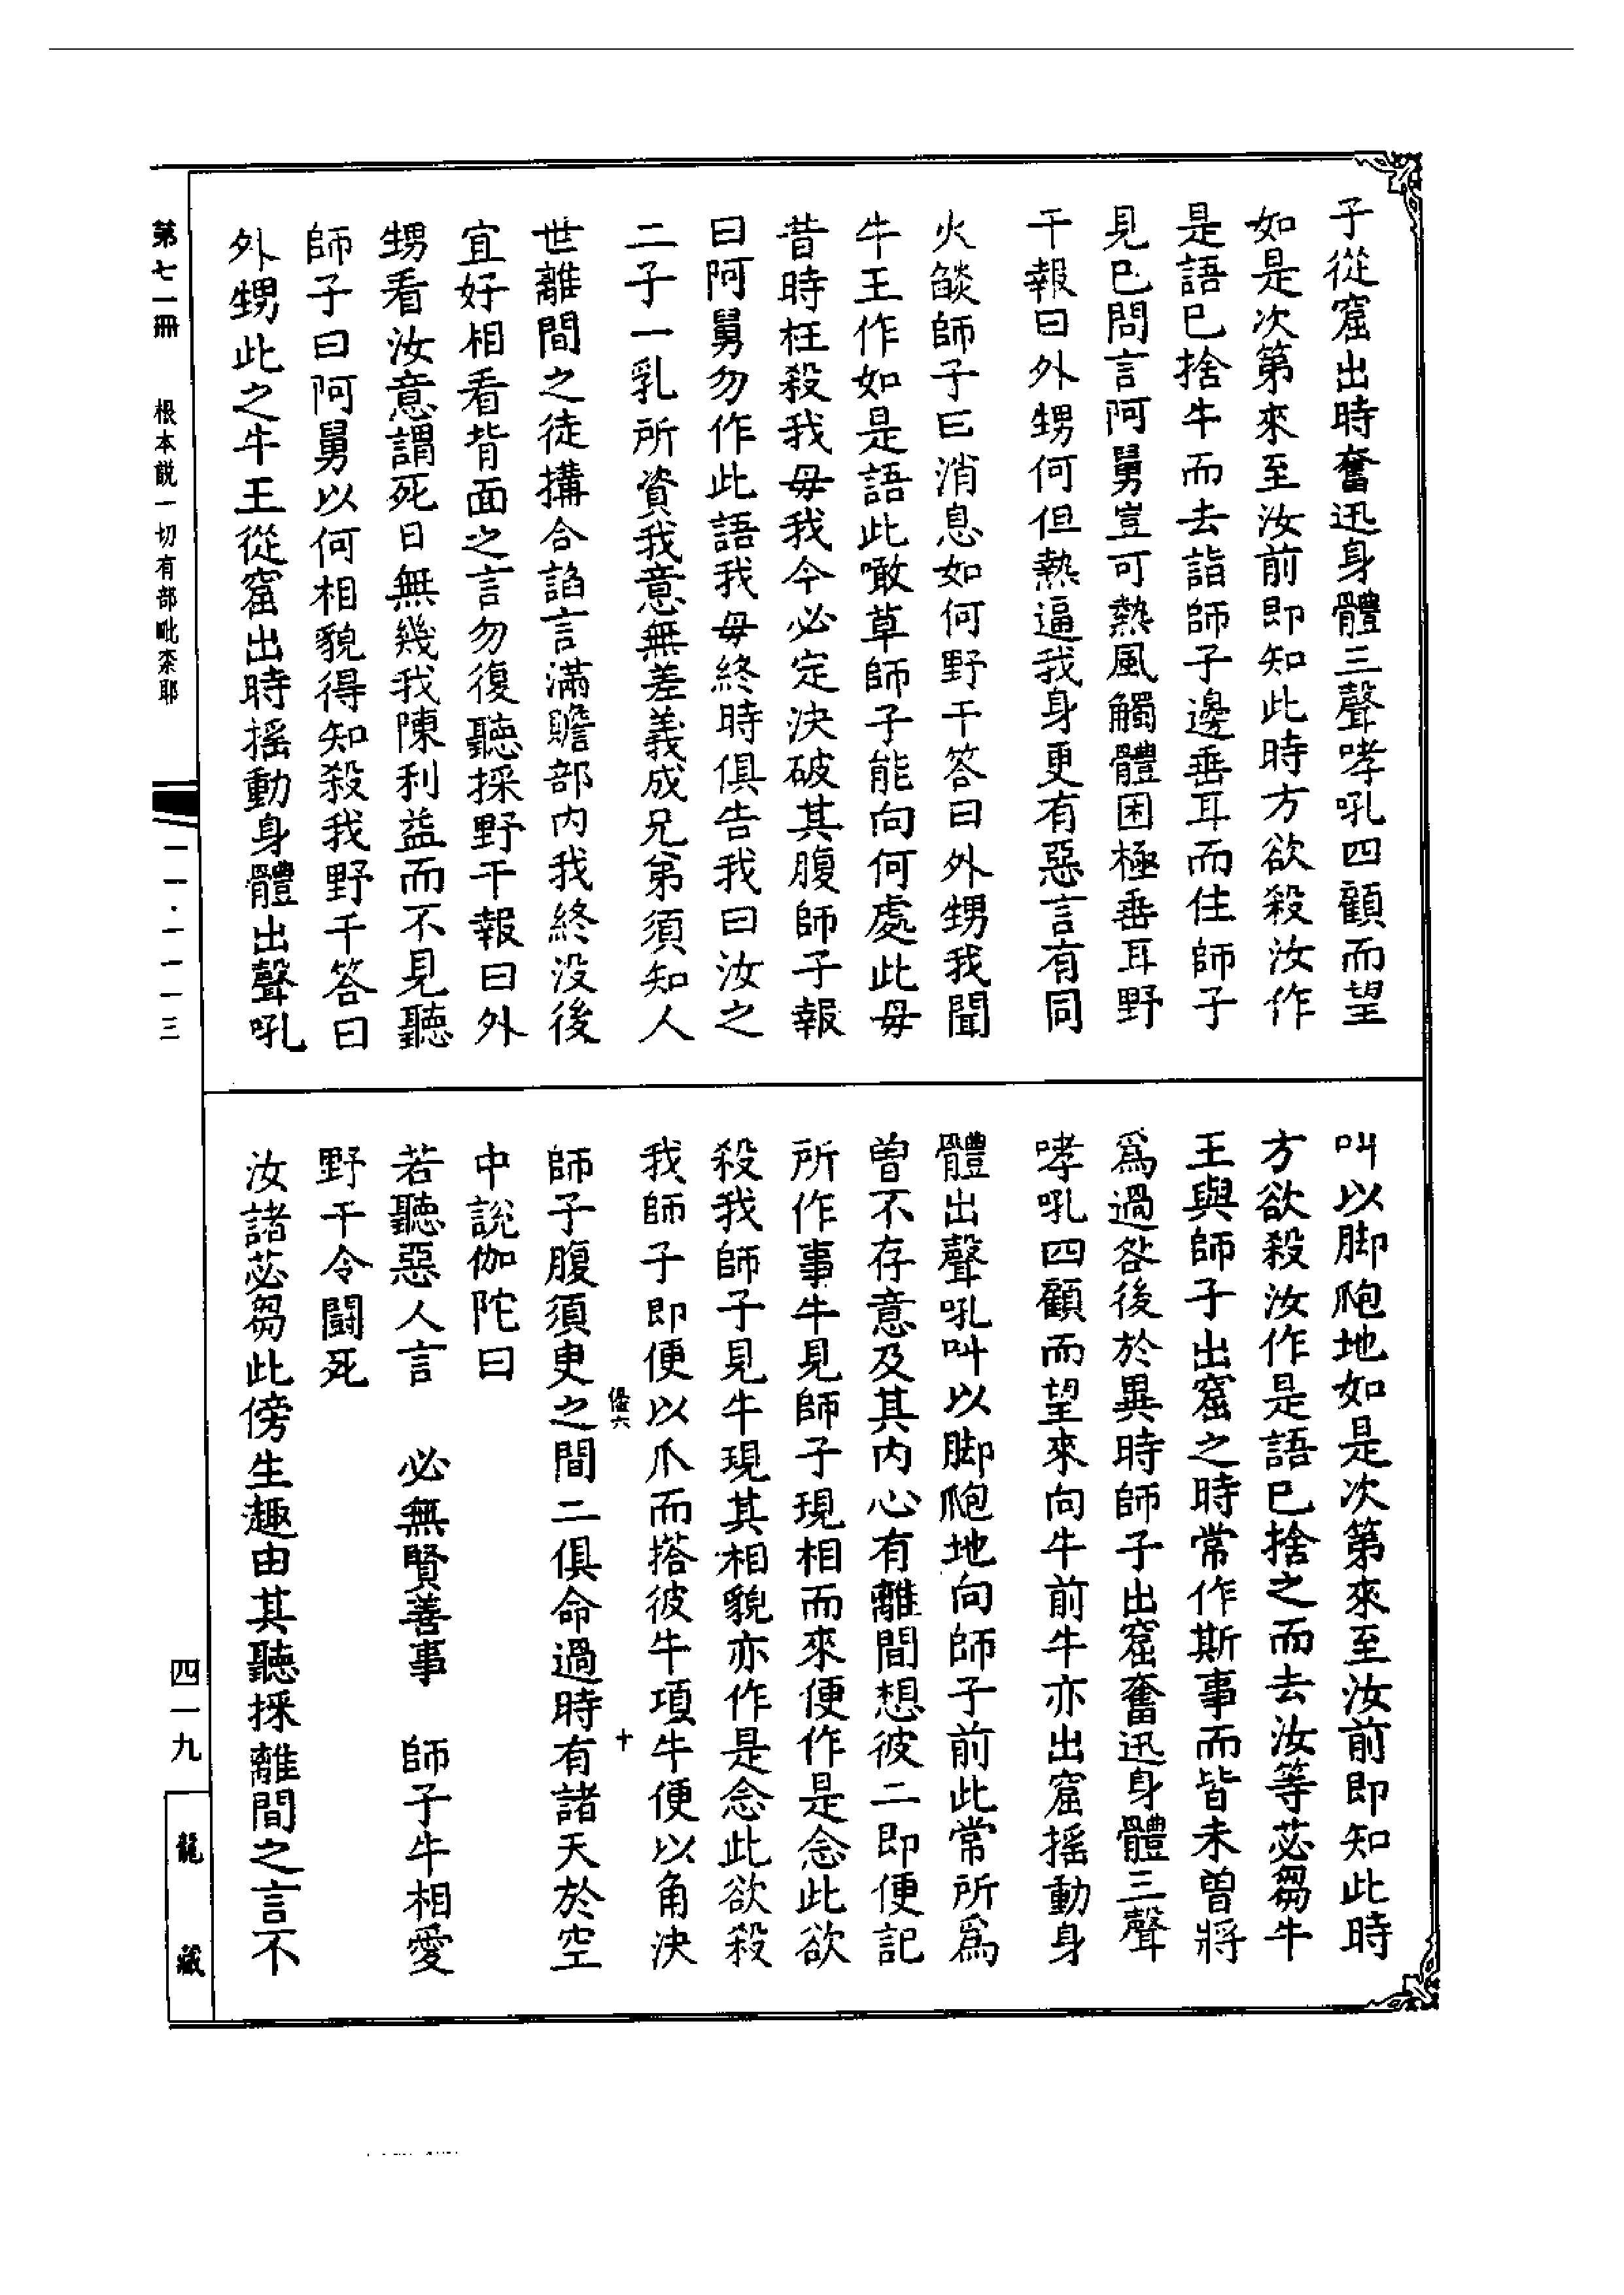 子從窟出時奮迅身體三聲哮吼四顧而望
如是次第來至汝前即知此時方欲殺汝作
是語已捨牛而去詣師子邊垂耳而住師子
見已問言阿舅豈可熱風觸體困極垂耳野
干報曰外甥何但熱逼我身更有惡言有同
火燄師子曰消息如何野干答曰外甥我聞
牛王作如是語此噉草師子能向何處此母
昔時枉殺我母我今必定決破其腹師子報
曰阿舅勿作此語我母終時俱告我曰汝之
二子一乳所資我意無差義成兄第須知人
世離間之徒搆合諂言滿贍部内我終没後
宜好相看背面之言勿復聽採野干報曰外
甥看汝意謂死日無幾我陳利益而不見聽
師子曰阿舅以何相貌得知殺我野千答曰
外甥此之牛王從窟出時摇動身體出聲吼
叫以脚爮地如是次第來至汝前即知此時
方欲殺汝作是語已捨之而去汝等苾芻牛
王與師子出窟之時常作斯事而皆未曽將
爲過咎後於異時師子出窟奮迅身體三聲
哮吼四顧而望來向牛前牛亦出窟摇動身
體出聲吼叫以脚爮地向師子前此常所爲
曽不存意及其内心有離間想彼二即便記
所作事牛見師子現相而來便作是念此欲
殺我師子見牛現其相貌亦作是念此欲殺
我師子即便以爪而搭彼牛項牛便以角決
十
師子腹須臾之間二俱命過時有諸天於空
中説伽陀曰
若聽惡人言　必無賢善事　師子牛相愛
野干令鬪死
汝諸苾芻此傍生趣由其聽採離間之言不
第七一冊　根本説一切有部毗柰耶　一一·一一一三
四一九
龍藏